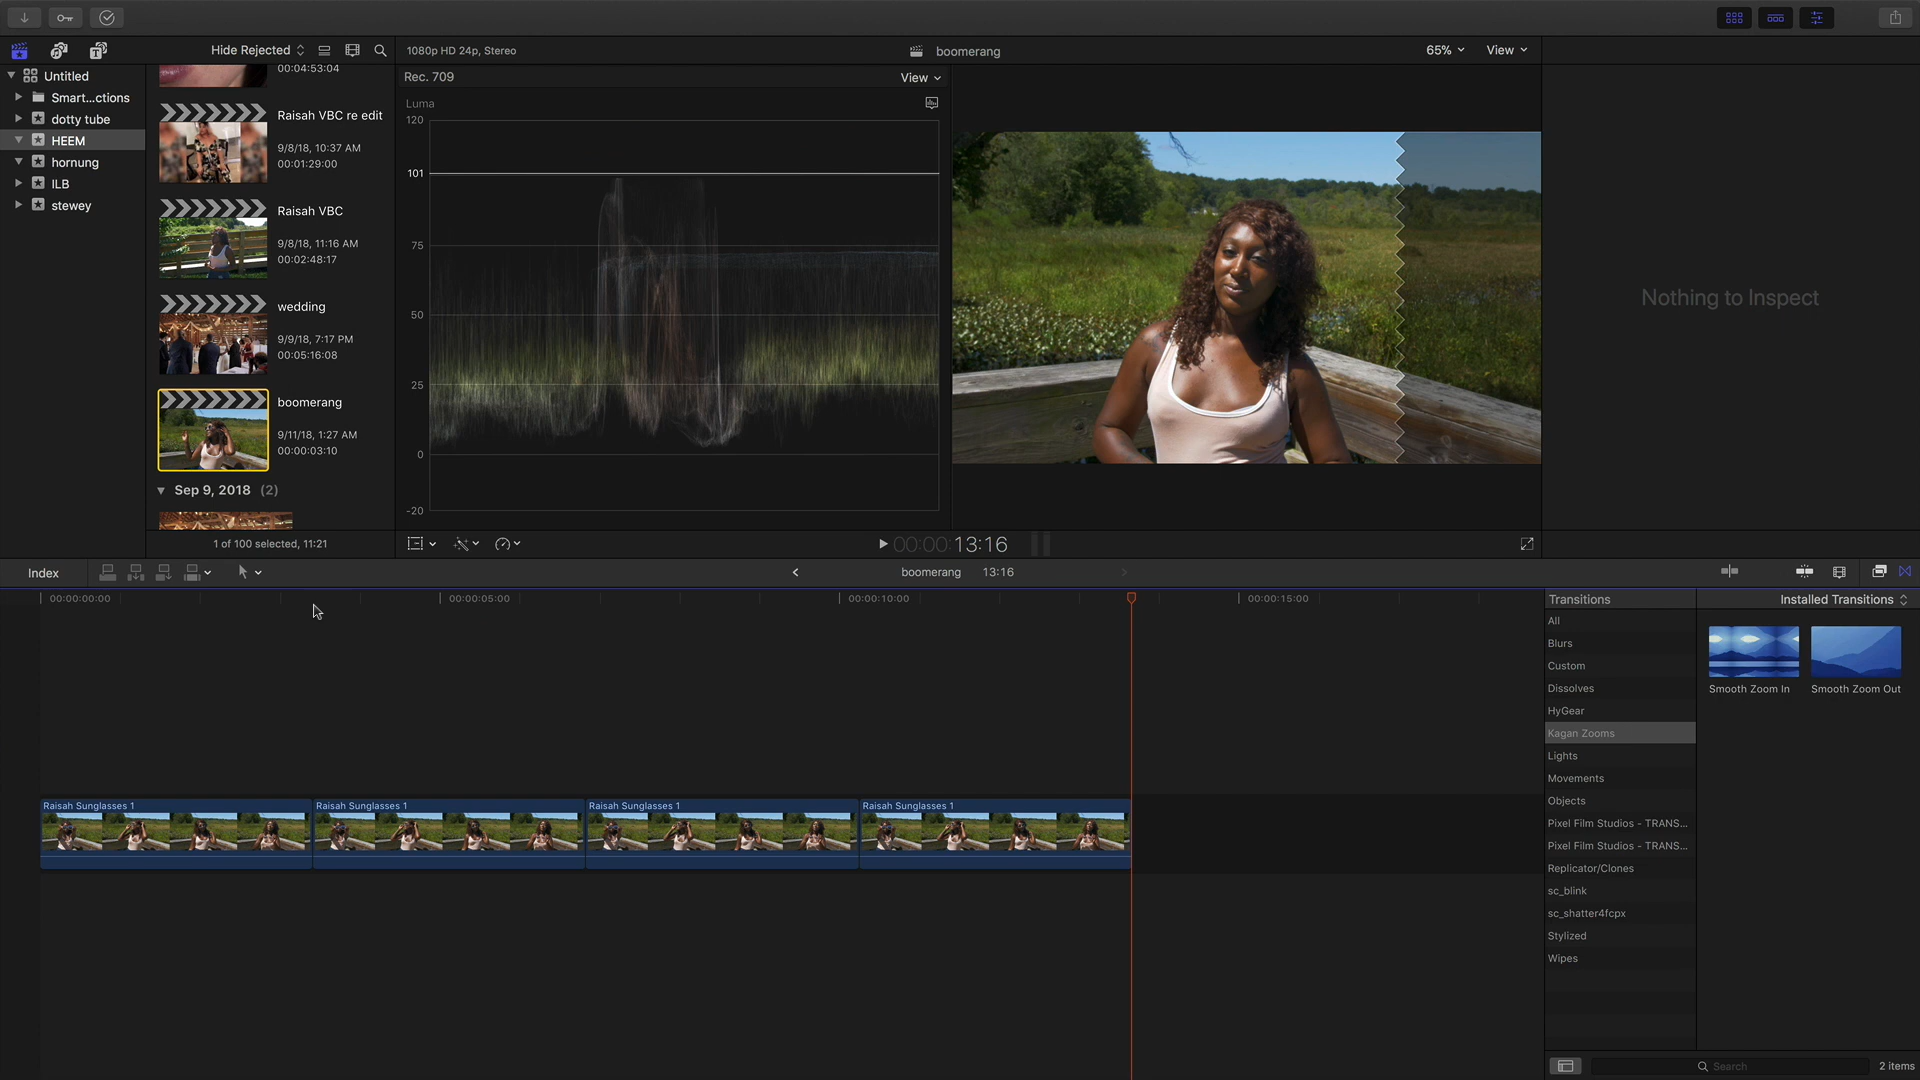 Hide Rejected
1080p HD 24p, Stereo
boomerang
65%
View
Untitled
Smart...ctions
dotty tube
HEEM
hornung
ILB
stewey
00:04:53:04
Raisah VBC re edit
9/8/18, 10:37 AM
00:01:29:00
Raisah VBC
9/8/18, 11:16 AM
00:02:48:17
wedding
9/9/18, 7:17 PM
00:05:16:08
boomerang
9/11/18, 1:27 AM
00:00:03:10
Sep 9, 2018 (2)
1 of 100 selected, 11:21
Rec. 709
View
Luma
120
101
75
50
25
0
-20
00:00:13:16
Nothing to Inspect
Index
boomerang 13:16
00:00:00:00
00:00:05:00
00:00:10:00
00:00:15:00
Raisah Sunglasses 1
Raisah Sunglasses 1
Raisah Sunglasses 1
Raisah Sunglasses 1
Transitions
Installed Transitions
All
Blurs
Custom
Dissolves
HyGear
Kagan Zooms
Lights
Movements
Objects
Pixel Film Studios - TRANS...
Pixel Film Studios - TRANS...
Replicator/Clones
sc_blink
sc_shatter4fcpx
Stylized
Wipes
Smooth Zoom In
Smooth Zoom Out
Search
2 items